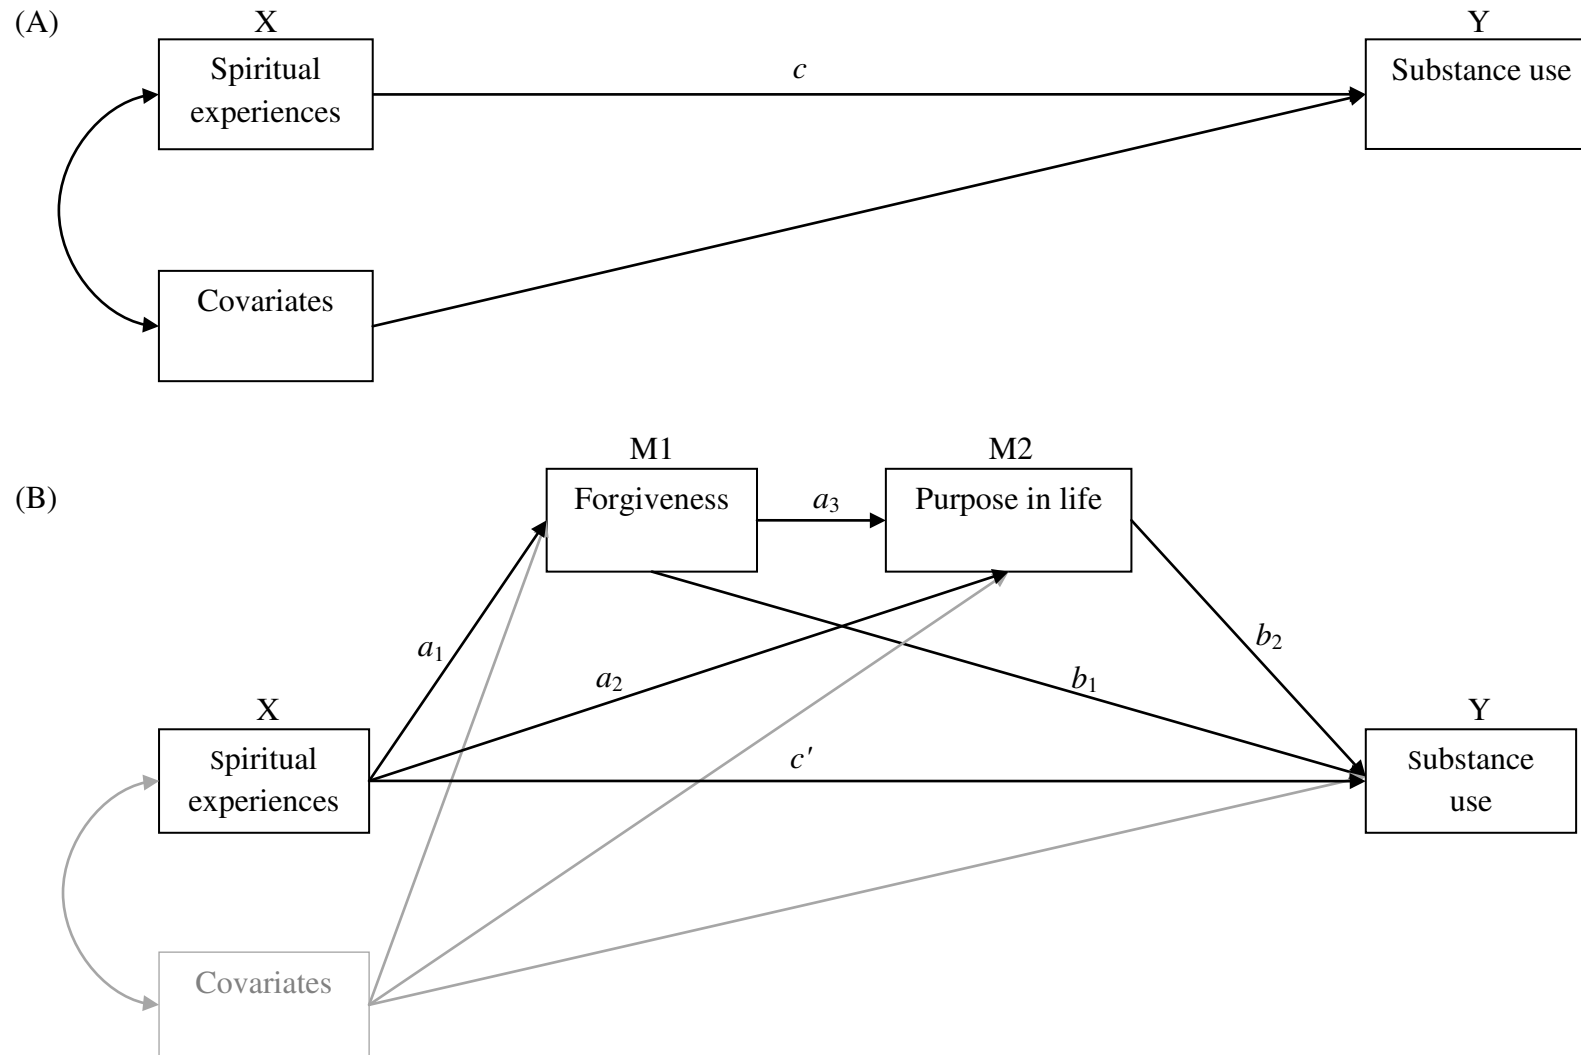 (A)
X
Y
Spiritual
experiences
c
Substance use
Covariates
(B)
M1
M2
Forgiveness
a3
Purpose in life
a1
a2
b1
b2
X
Y
Spiritual
experiences
c′
Substance
use
Covariates